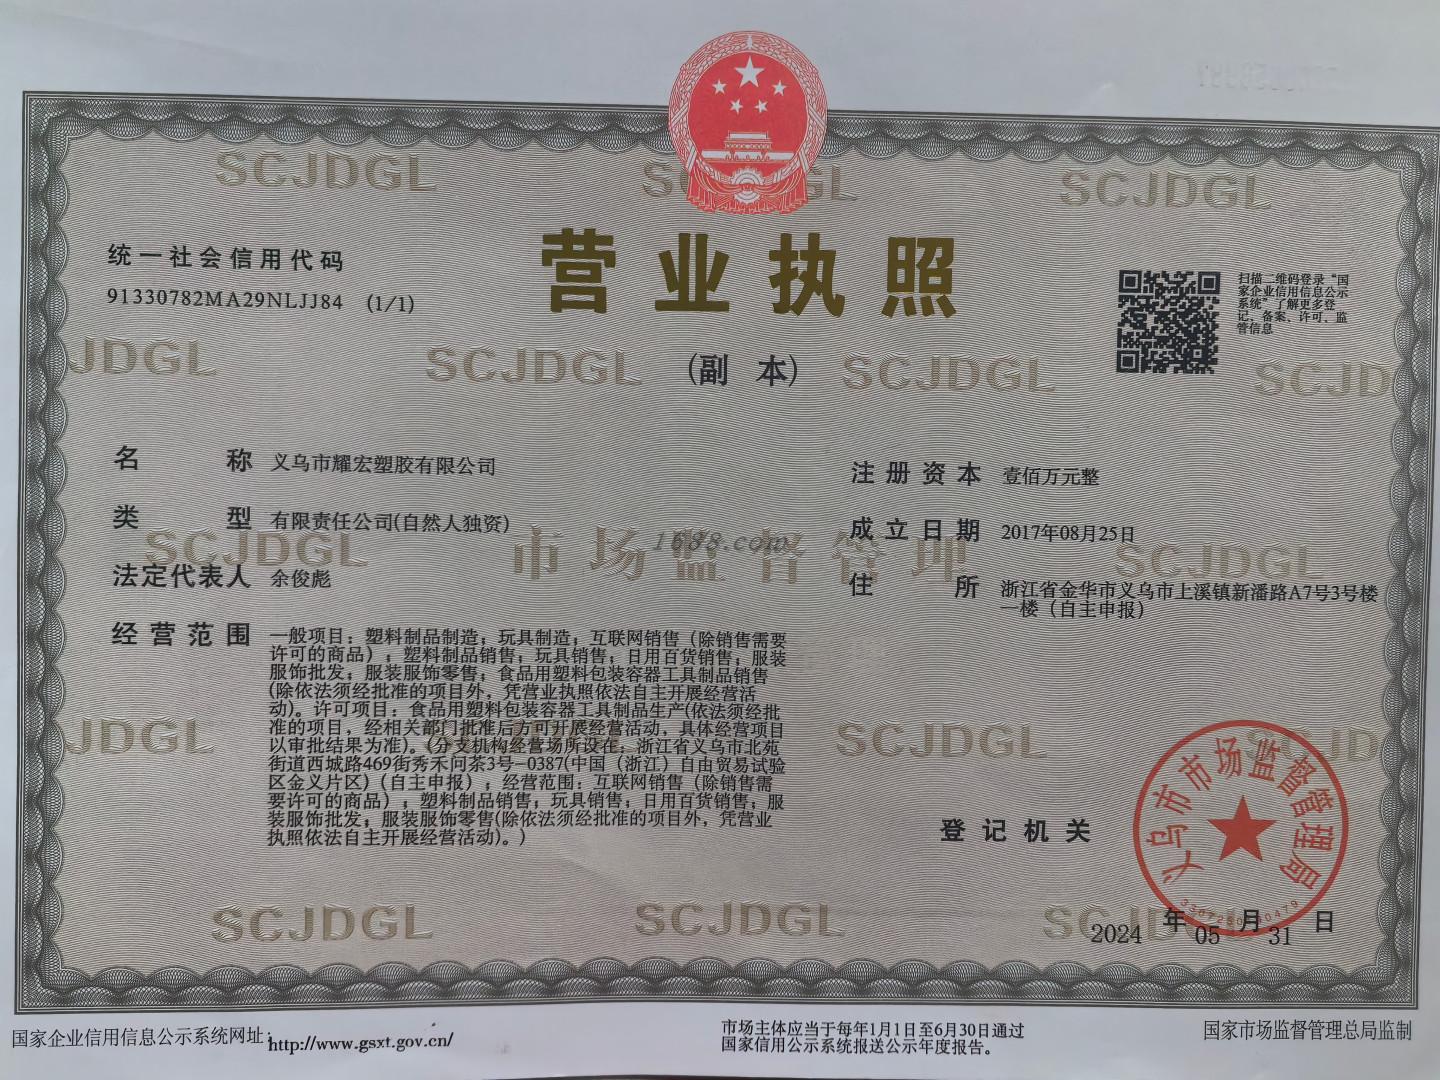 SCJDGL SCJDGL SCJDGL
统一社会信用代码
91330782MA29NLJJ84 (1/1)
营业执照
(副 本)
扫描二维码登录“国
家企业信用信息公示
系统”了解更多登
记、备案、许可、监
管信息
JDGL SCJDGL SCJDGL SCJD
名 称 义乌市耀宏塑胶有限公司
类 型 有限责任公司(自然人独资)
法定代表人 余俊彪
经营范围 一般项目：塑料制品制造；玩具制造；互联网销售（除销售需要
许可的商品）；塑料制品销售；玩具销售；日用百货销售；服装
服饰批发；服装服饰零售；食品用塑料包装容器工具制品销售
(除依法须经批准的项目外，凭营业执照依法自主开展经营活
动)。许可项目：食品用塑料包装容器工具制品生产(依法须经批
准的项目，经相关部门批准后方可开展经营活动，具体经营项目
以审批结果为准)。(分支机构经营场所设在：浙江省义乌市北苑
街道西城路469街秀禾问茶3号-0387(中国（浙江）自由贸易试验
区金义片区)（自主申报）；经营范围：互联网销售（除销售需
要许可的商品）；塑料制品销售；玩具销售；日用百货销售；服
装服饰批发；服装服饰零售(除依法须经批准的项目外，凭营业
执照依法自主开展经营活动)。)
注册资本 壹佰万元整
成立日期 2017年08月25日
住 所 浙江省金华市义乌市上溪镇新潘路A7号3号楼
一楼（自主申报）
SCJDGL 市场监督管理 SCJDGL
1688.com
JDGL SCJDGL SCJD
登记机关
义乌市市场监督管理局
2024 年 05 月 31 日
SCJDGL SCJDGL SCJDGL
国家企业信用信息公示系统网址：http://www.gsxt.gov.cn/
市场主体应当于每年1月1日至6月30日通过
国家信用公示系统报送公示年度报告。
国家市场监督管理总局监制